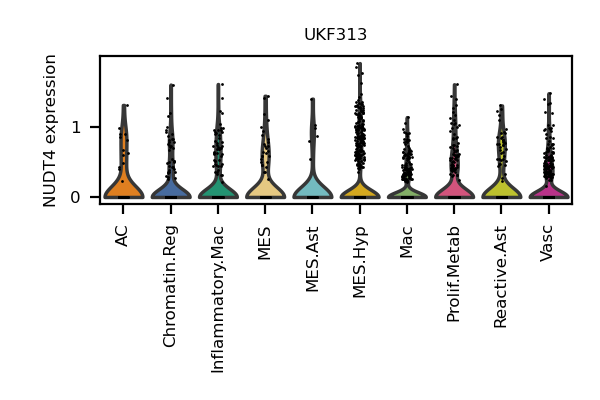 UKF313
NUDT4 expression
1
0
AC
Chromatin.Reg
Inflammatory.Mac
MES
MES.Ast
MES.Hyp
Mac
Prolif.Metab
Reactive.Ast
Vasc